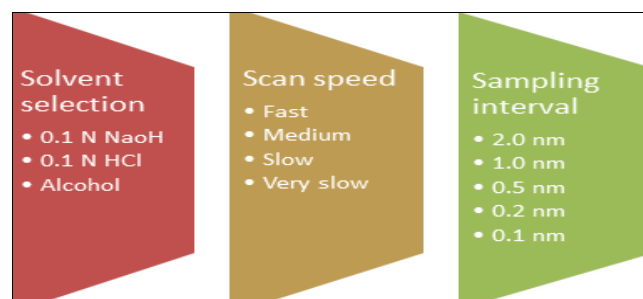 Solvent
selection
• 0.1 N NaoH
• 0.1 N HCl
• Alcohol
Scan speed
• Fast
• Medium
• Slow
• Very slow
Sampling
interval
• 2.0 nm
• 1.0 nm
• 0.5 nm
• 0.2 nm
• 0.1 nm